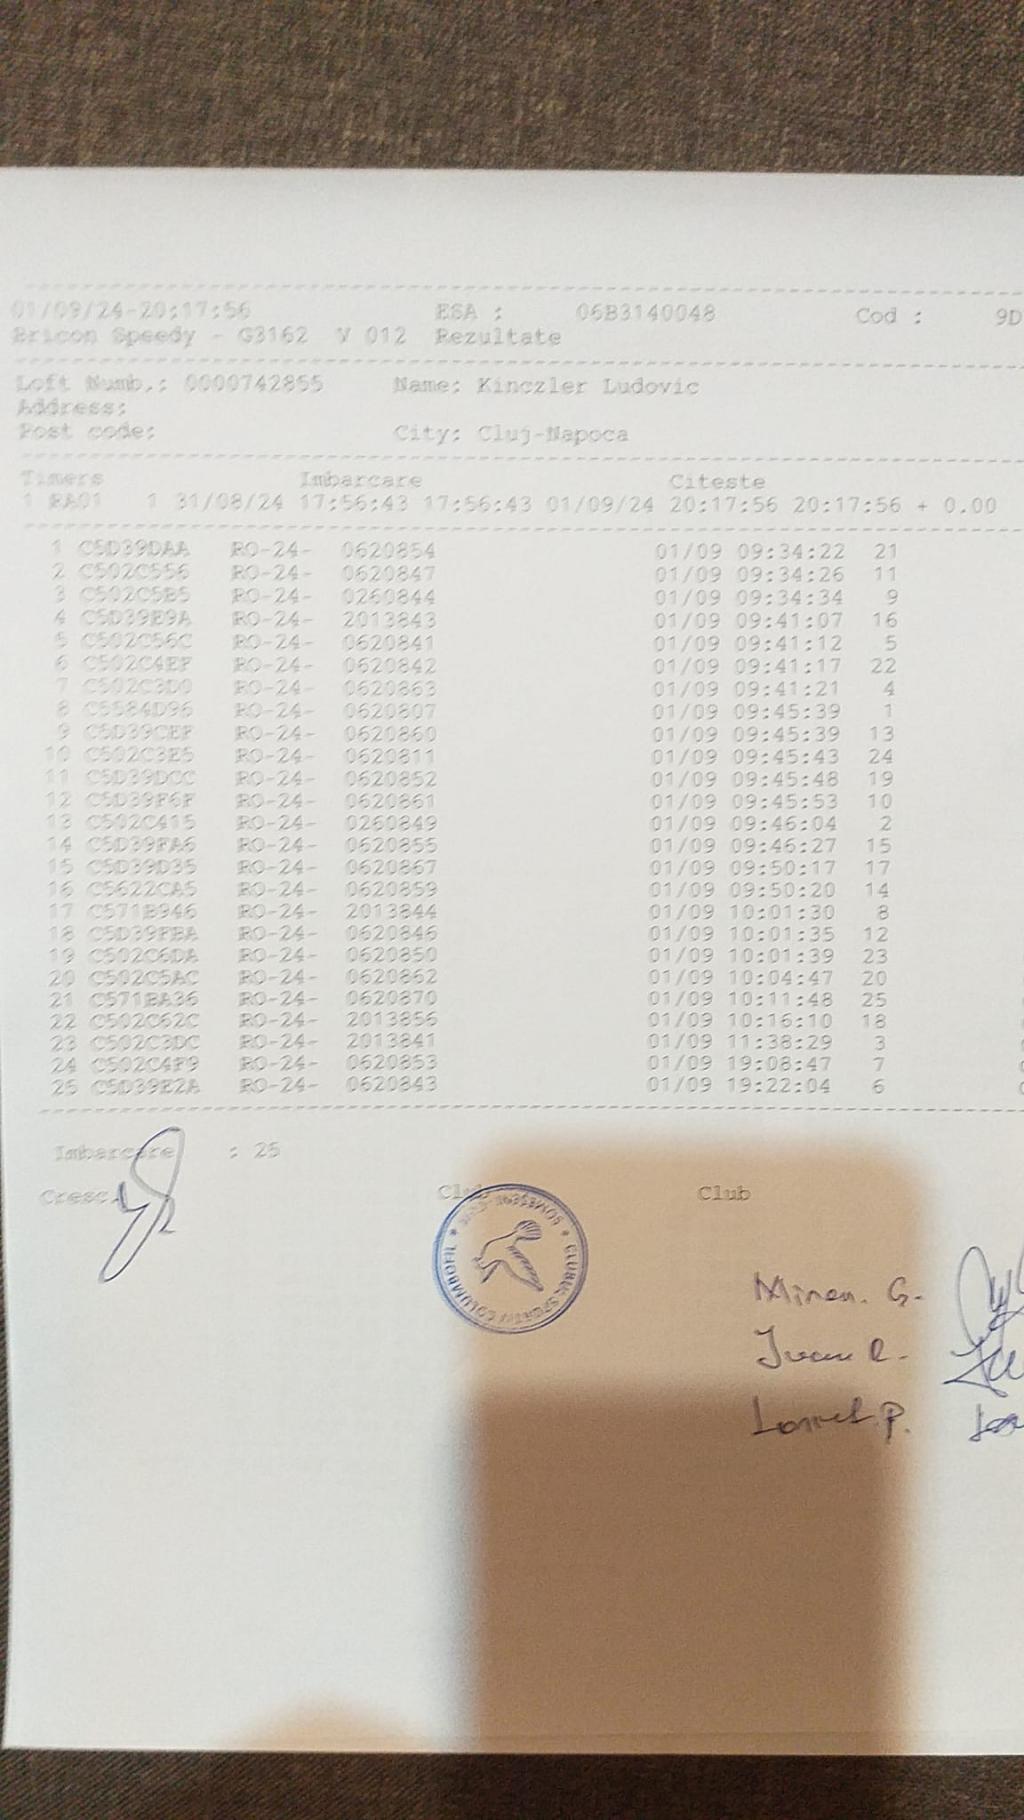 01/09/24-20:17:56 ESA : 06B3140048 Cod : 9D
Bricon Speedy - G3162 V 012 Rezultate
Loft Numb.: 0000742855 Name: Kinczler Ludovic
Address:
Post code: City: Cluj-Napoca
Timers Imbarcare Citeste
1 BA01 1 31/08/24 17:56:43 17:56:43 01/09/24 20:17:56 20:17:56 + 0.00
1 C5D39DAA RO-24- 0620854 01/09 09:34:22 21
2 C502C556 RO-24- 0620847 01/09 09:34:26 11
3 C502C5B5 RO-24- 0260844 01/09 09:34:34 9
4 C5D39E9A RO-24- 2013843 01/09 09:41:07 16
5 C502C56C RO-24- 0620841 01/09 09:41:12 5
6 C502C4EF RO-24- 0620842 01/09 09:41:17 22
7 C502C3D0 RO-24- 0620863 01/09 09:41:21 4
8 C5584D96 RO-24- 0620807 01/09 09:45:39 1
9 C5D39CEF RO-24- 0620860 01/09 09:45:39 13
10 C502C3E5 RO-24- 0620811 01/09 09:45:43 24
11 C5D39DCC RO-24- 0620852 01/09 09:45:48 19
12 C5D39F6F RO-24- 0620861 01/09 09:45:53 10
13 C502C415 RO-24- 0260849 01/09 09:46:04 2
14 C5D39FA6 RO-24- 0620855 01/09 09:46:27 15
15 C5D39D35 RO-24- 0620867 01/09 09:50:17 17
16 C5622CA5 RO-24- 0620859 01/09 09:50:20 14
17 C571B946 RO-24- 2013844 01/09 10:01:30 8
18 C5D39FBA RO-24- 0620846 01/09 10:01:35 12
19 C502C6DA RO-24- 0620850 01/09 10:01:39 23
20 C502C5AC RO-24- 0620862 01/09 10:04:47 20
21 C571BA36 RO-24- 0620870 01/09 10:11:48 25
22 C502C62C RO-24- 2013856 01/09 10:16:10 18
23 C502C3DC RO-24- 2013841 01/09 11:38:29 3
24 C502C4F9 RO-24- 0620853 01/09 19:08:47 7
25 C5D39E2A RO-24- 0620843 01/09 19:22:04 6
Imbarcare : 25
Cresc. Club Club
CLUBUL SPORTIV COLUMBOFIL
G.
P.